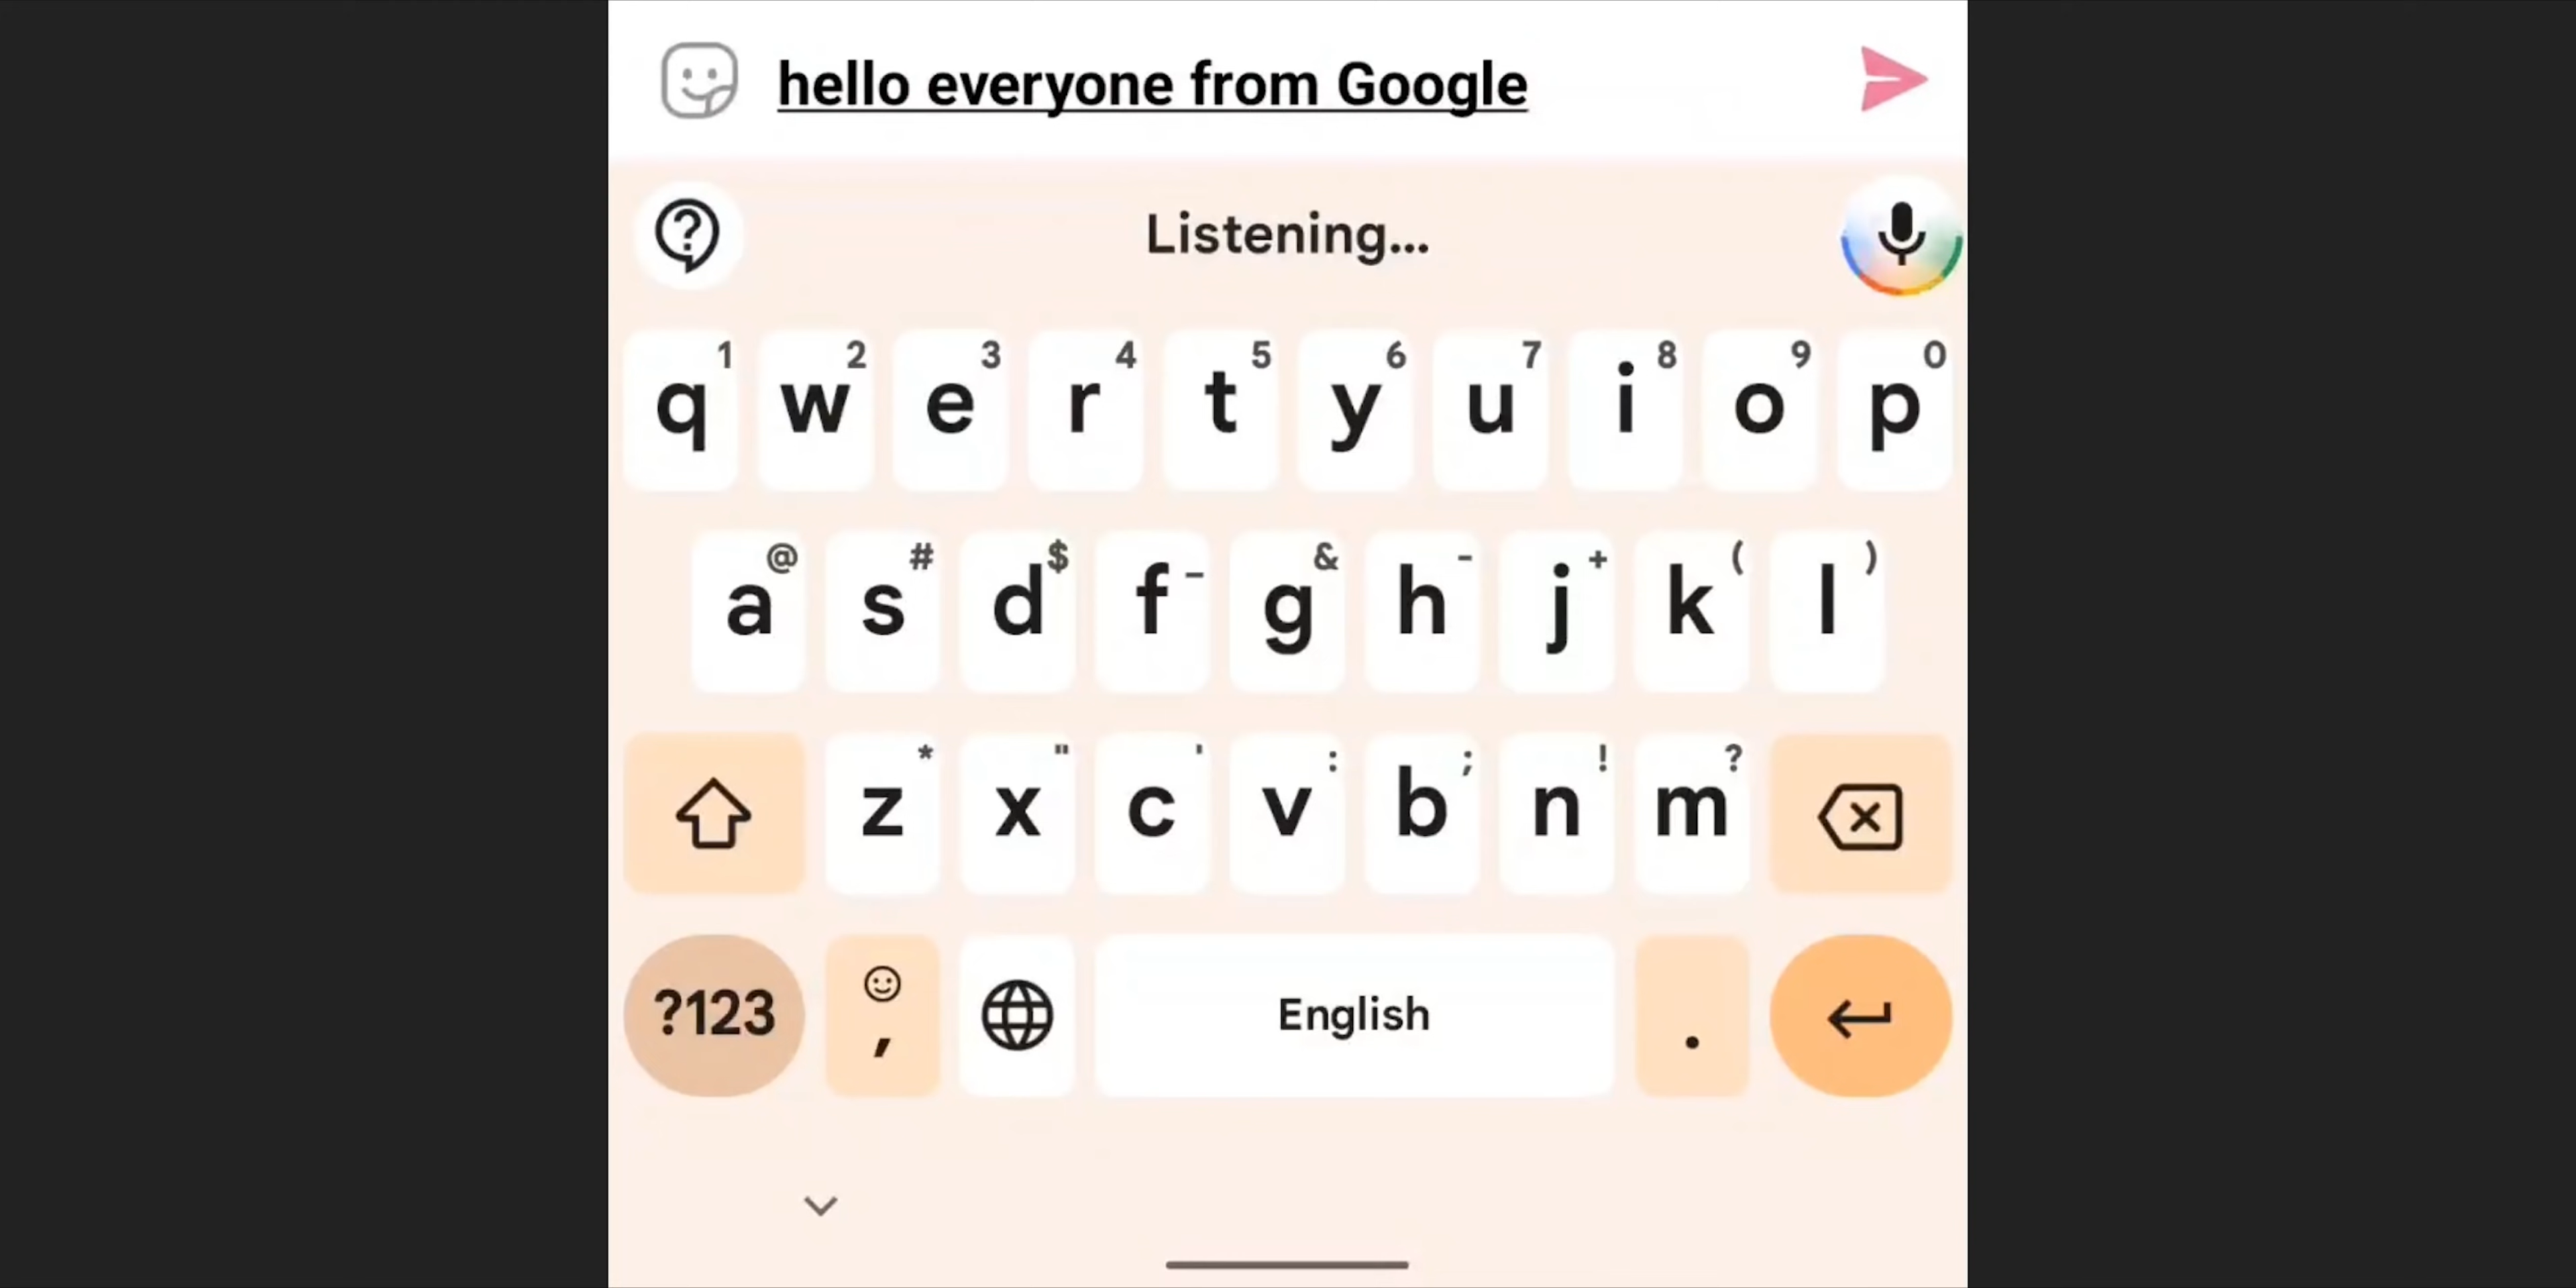 hello everyone from Google
Listening...
1 2 3 4 5 6 7 8 9 0
q w e r t y u i o p
@ # $ _ & - + ( )
a s d f g h j k l
* " ' : ; ! ?
z x c v b n m
?123 , English .